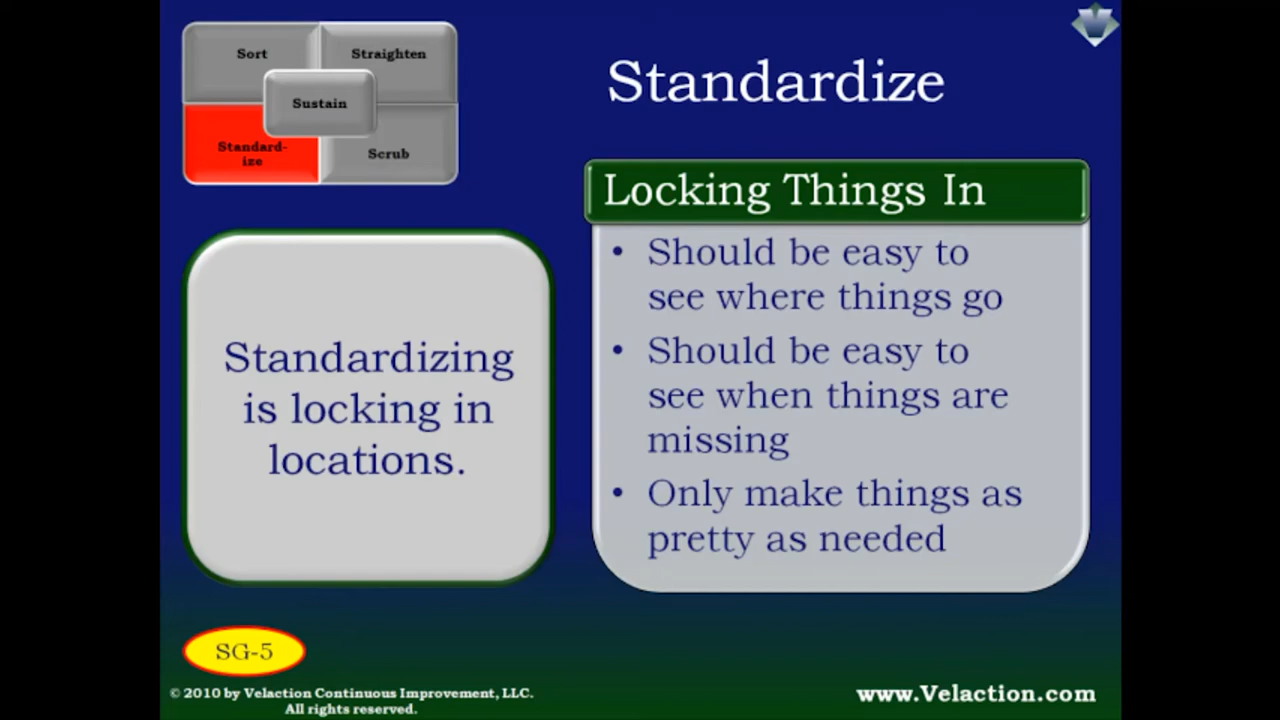 Sort
Straighten
Sustain
Standard-
ize
Scrub
Standardize
Locking Things In
• Should be easy to
see where things go
• Should be easy to
see when things are
missing
• Only make things as
pretty as needed
Standardizing
is locking in
locations.
SG-5
© 2010 by Velaction Continuous Improvement, LLC.
All rights reserved.
www.Velaction.com